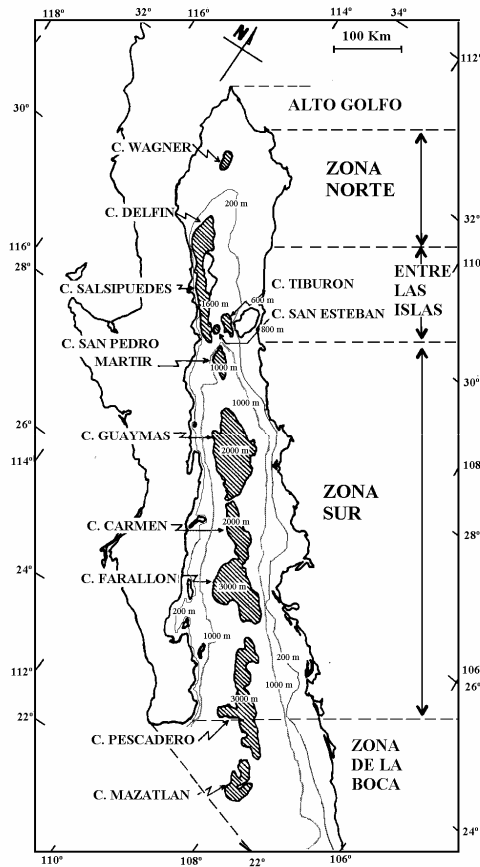 118° 32° 116° 114° 34°
N
100 Km
112°
ALTO GOLFO
30°
C. WAGNER
ZONA
NORTE
200 m
C. DELFIN
32°
116°
28°
110
ENTRE
LAS
ISLAS
C. TIBURON
C. SALSIPUEDES
1600 m
600 m
C. SAN ESTEBAN
800 m
C. SAN PEDRO
MARTIR
1000 m
30°
1000 m
26°
C. GUAYMAS
114°
2000 m
108
ZONA
SUR
C. CARMEN
2000 m
28°
24°
C. FARALLON
3000 m
200 m
1000 m
200 m
112°
1000 m
106
26°
3000 m
22°
C. PESCADERO
ZONA
DE LA
BOCA
C. MAZATLAN
24°
110° 108° 22° 106°